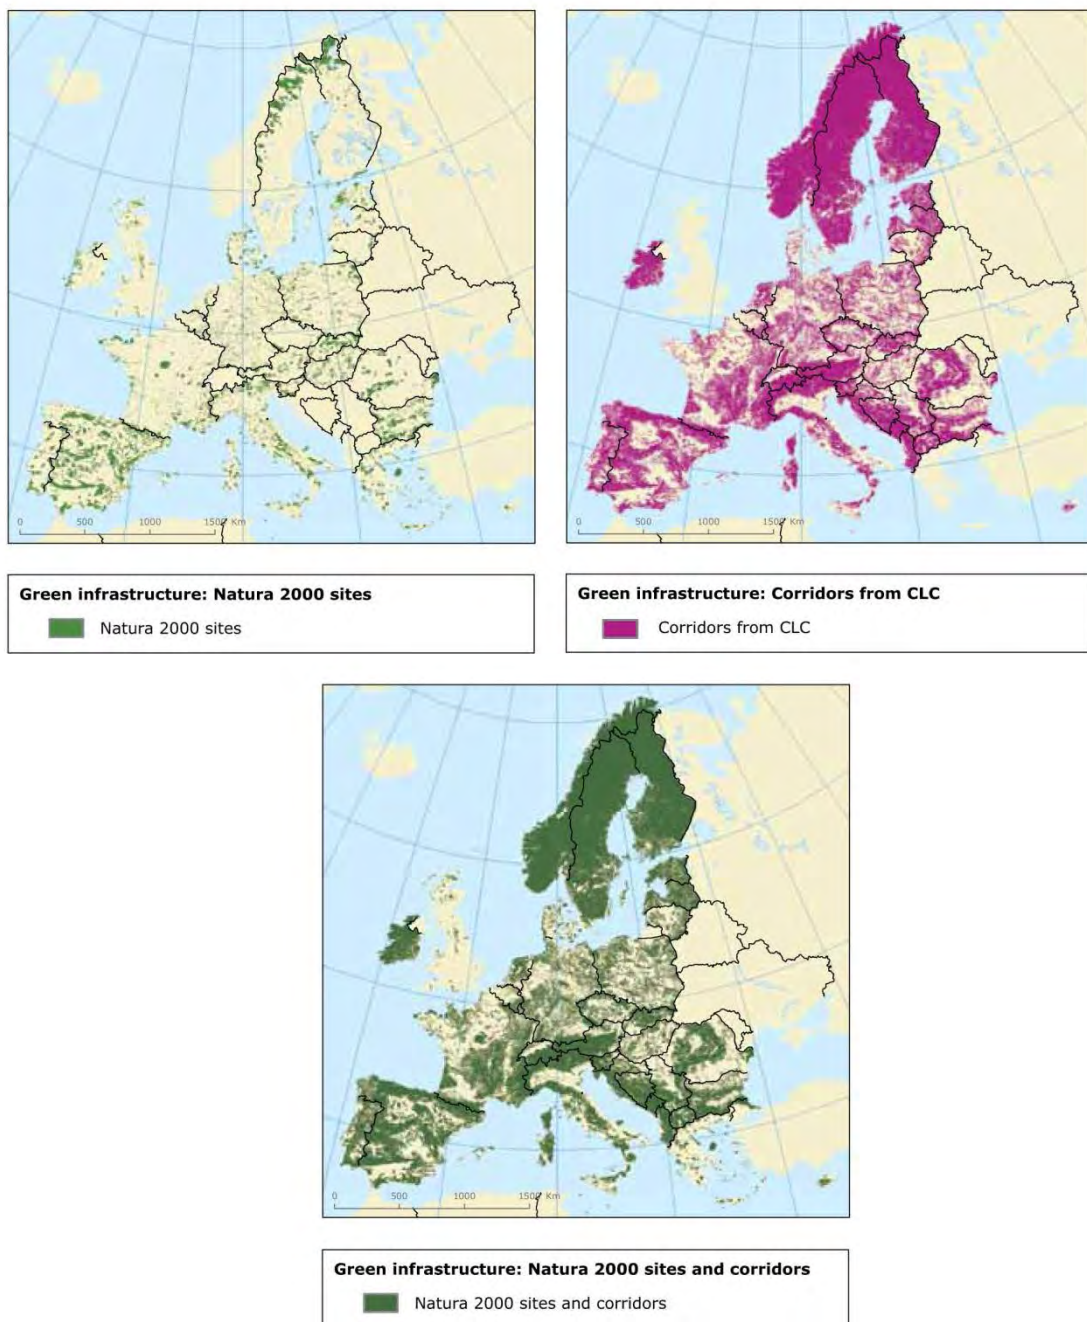 0 500 1000 1500 Km
0 500 1000 1500 Km
Green infrastructure: Natura 2000 sites
Natura 2000 sites
Green infrastructure: Corridors from CLC
Corridors from CLC
0 500 1000 1500 Km
Green infrastructure: Natura 2000 sites and corridors
Natura 2000 sites and corridors